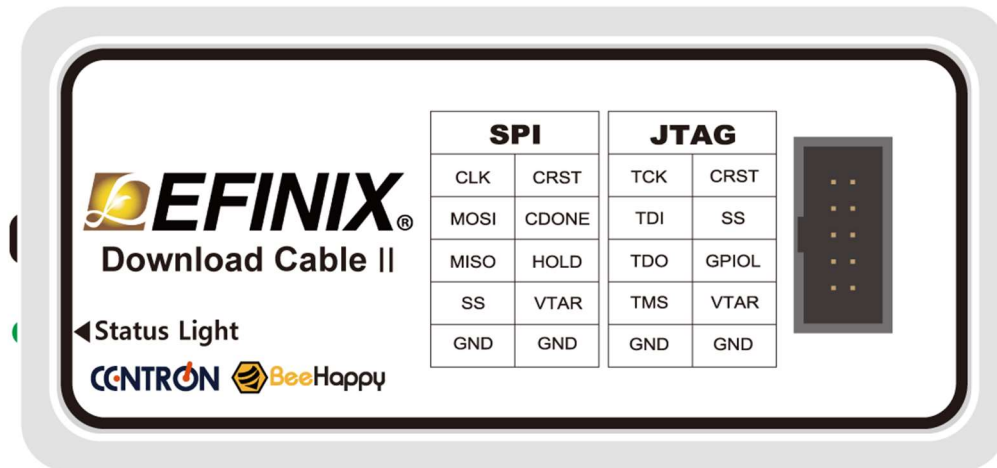 EFINIX®
Download Cable II
◀Status Light
CENTRON BeeHappy
SPI
CLK CRST
MOSI CDONE
MISO HOLD
SS VTAR
GND GND
JTAG
TCK CRST
TDI SS
TDO GPIOL
TMS VTAR
GND GND